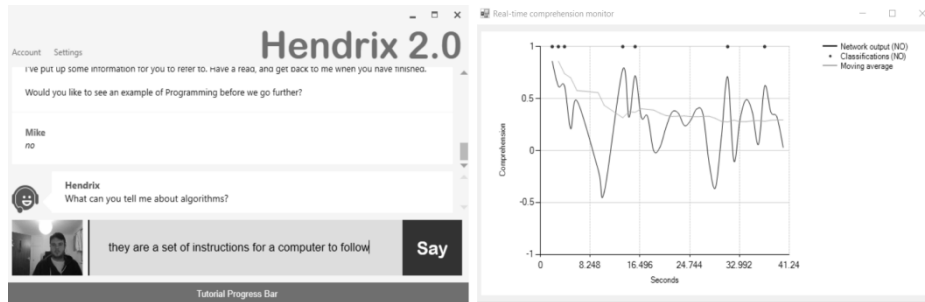 Account Settings
Hendrix 2.0
I've put up some information for you to refer to. Have a read, and get back to me when you have finished.
Would you like to see an example of Programming before we go further?
Mike
no
Hendrix
What can you tell me about algorithms?
they are a set of instructions for a computer to follow
Say
Tutorial Progress Bar
Real-time comprehension monitor
Network output (NO)
Classifications (NO)
Moving average
Comprehension
1
0.5
0
-0.5
-1
0 8.248 16.496 24.744 32.992 41.24
Seconds